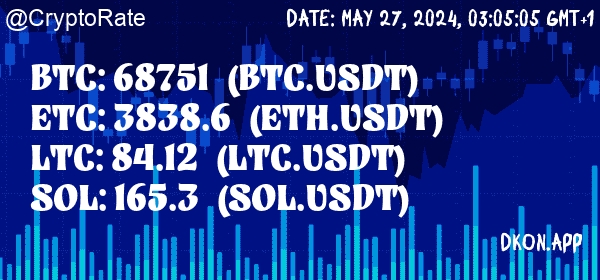 @CryptoRate
DATE: MAY 27, 2024, 03:05:05 GMT+1
BTC: 68751 (BTC.USDT)
ETC: 3838.6 (ETH.USDT)
LTC: 84.12 (LTC.USDT)
SOL: 165.3 (SOL.USDT)
DKON.APP